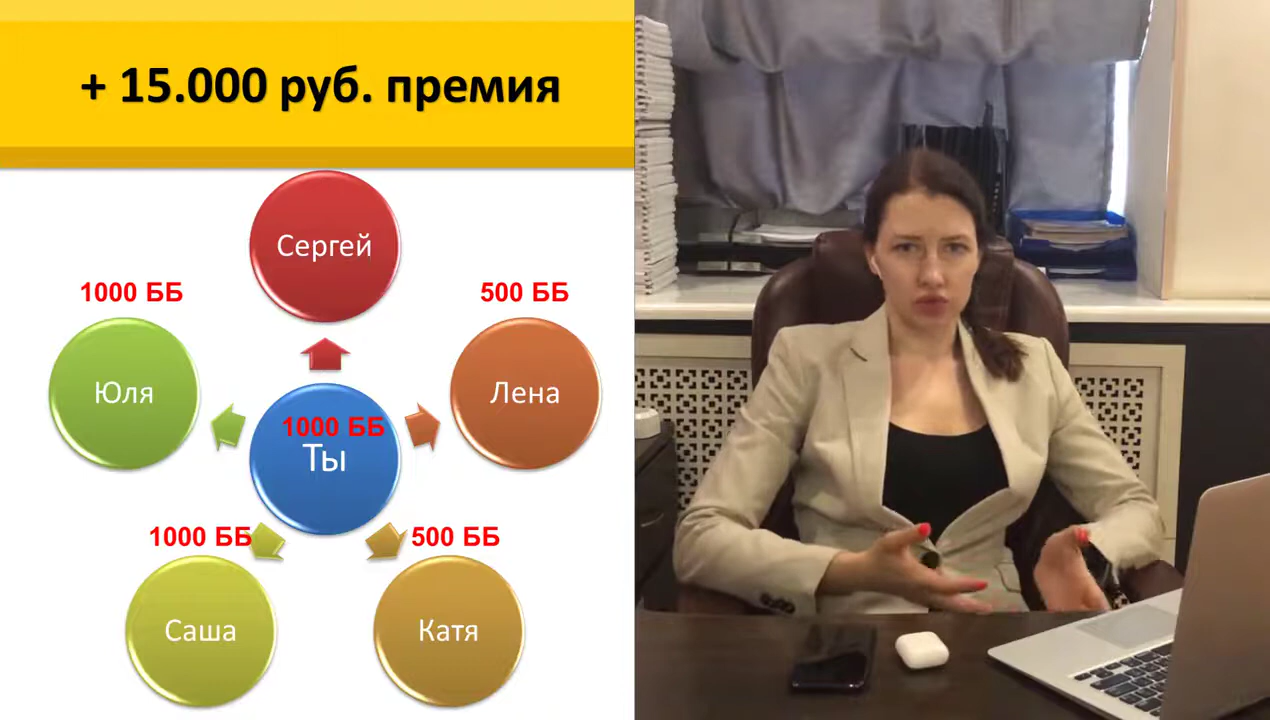 + 15.000 руб. премия
Сергей
1000 ББ
500 ББ
Юля
Лена
1000 ББ
Ты
1000 ББ
500 ББ
Саша
Катя